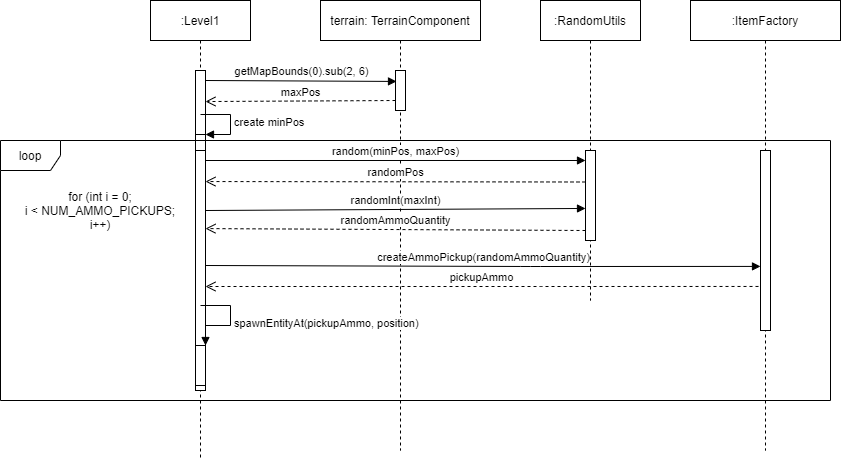 :Level1
terrain: TerrainComponent
:RandomUtils
:ItemFactory
getMapBounds(0).sub(2, 6)
maxPos
create minPos
loop
random(minPos, maxPos)
randomPos
for (int i = 0;
i < NUM_AMMO_PICKUPS;
i++)
randomInt(maxInt)
randomAmmoQuantity
createAmmoPickup(randomAmmoQuantity)
pickupAmmo
spawnEntityAt(pickupAmmo, position)